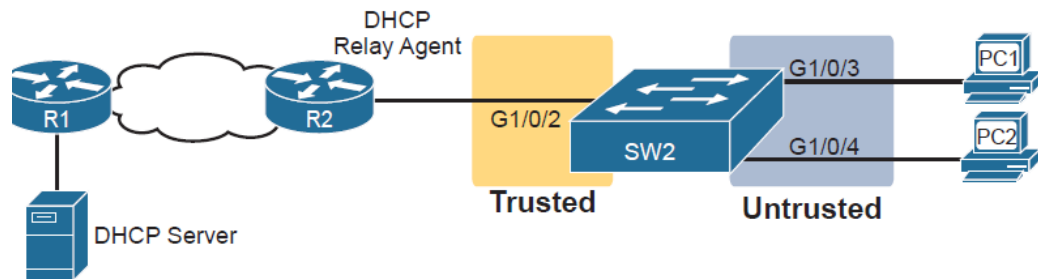 DHCP
Relay Agent
R1
R2
G1/0/2
SW2
G1/0/3
G1/0/4
PC1
PC2
Trusted
Untrusted
DHCP Server